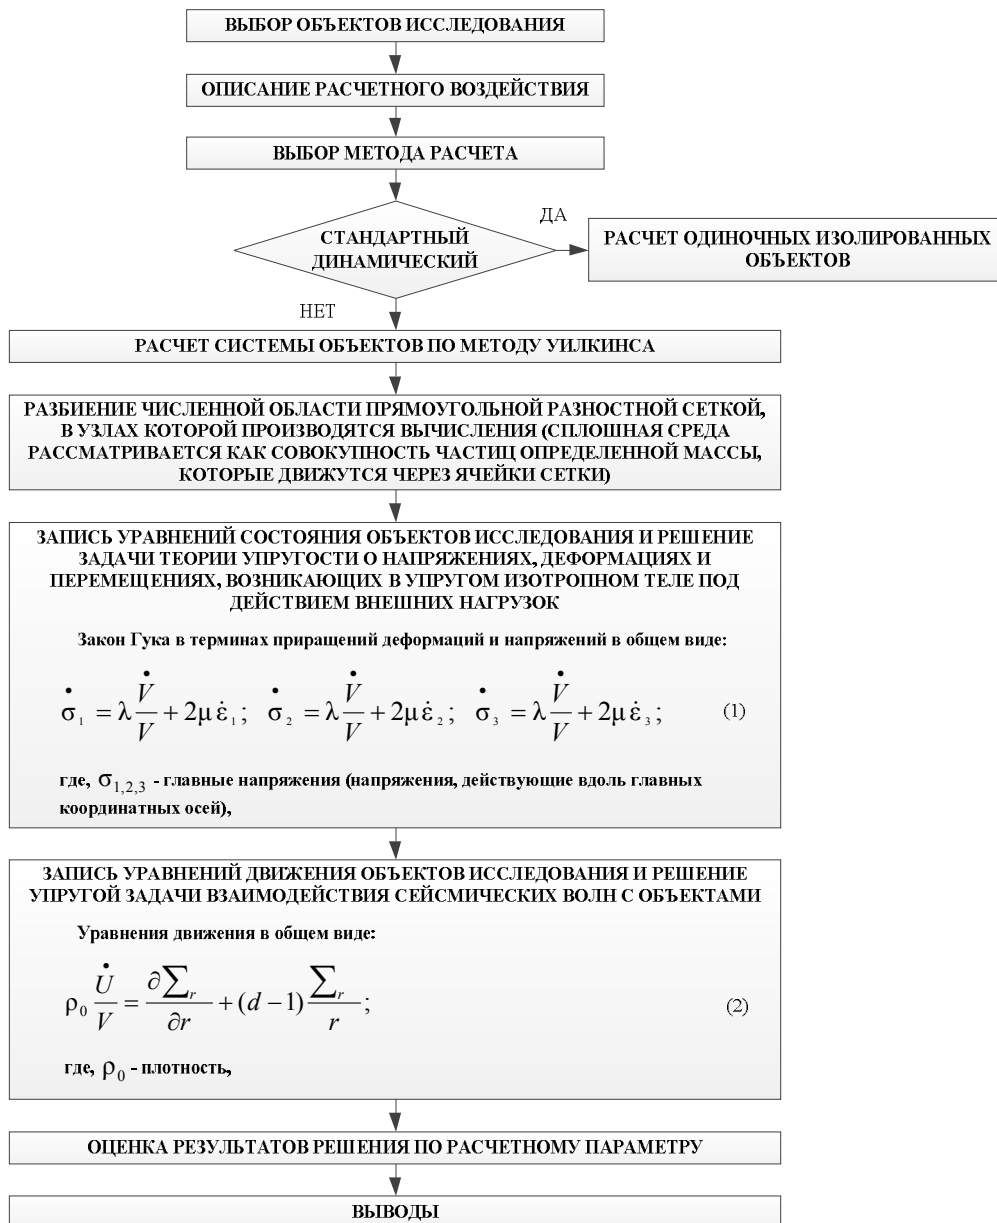 ВЫБОР ОБЪЕКТОВ ИССЛЕДОВАНИЯ
ОПИСАНИЕ РАСЧЕТНОГО ВОЗДЕЙСТВИЯ
ВЫБОР МЕТОДА РАСЧЕТА
СТАНДАРТНЫЙ
ДИНАМИЧЕСКИЙ
ДА
РАСЧЕТ ОДИНОЧНЫХ ИЗОЛИРОВАННЫХ
ОБЪЕКТОВ
НЕТ
РАСЧЕТ СИСТЕМЫ ОБЪЕКТОВ ПО МЕТОДУ УИЛКИНСА
РАЗБИЕНИЕ ЧИСЛЕННОЙ ОБЛАСТИ ПРЯМОУГОЛЬНОЙ РАЗНОСТНОЙ СЕТКОЙ,
В УЗЛАХ КОТОРОЙ ПРОИЗВОДЯТСЯ ВЫЧИСЛЕНИЯ (СПЛОШНАЯ СРЕДА
РАССМАТРИВАЕТСЯ КАК СОВОКУПНОСТЬ ЧАСТИЦ ОПРЕДЕЛЕННОЙ МАССЫ,
КОТОРЫЕ ДВИЖУТСЯ ЧЕРЕЗ ЯЧЕЙКИ СЕТКИ)
ЗАПИСЬ УРАВНЕНИЙ СОСТОЯНИЯ ОБЪЕКТОВ ИССЛЕДОВАНИЯ И РЕШЕНИЕ
ЗАДАЧИ ТЕОРИИ УПРУГОСТИ О НАПРЯЖЕНИЯХ, ДЕФОРМАЦИЯХ И
ПЕРЕМЕЩЕНИЯХ, ВОЗНИКАЮЩИХ В УПРУГОМ ИЗОТРОПНОМ ТЕЛЕ ПОД
ДЕЙСТВИЕМ ВНЕШНИХ НАГРУЗОК
Закон Гука в терминах приращений деформаций и напряжений в общем виде:
σ̇₁ = λ V̇/V + 2μ ε̇₁; σ̇₂ = λ V̇/V + 2μ ε̇₂; σ̇₃ = λ V̇/V + 2μ ε̇₃; (1)
где, σ₁,₂,₃ - главные напряжения (напряжения, действующие вдоль главных
координатных осей),
ЗАПИСЬ УРАВНЕНИЙ ДВИЖЕНИЯ ОБЪЕКТОВ ИССЛЕДОВАНИЯ И РЕШЕНИЕ
УПРУГОЙ ЗАДАЧИ ВЗАИМОДЕЙСТВИЯ СЕЙСМИЧЕСКИХ ВОЛН С ОБЪЕКТАМИ
Уравнения движения в общем виде:
ρ₀ U̇/V = ∂∑ᵣ/∂r + (d − 1) ∑ᵣ/r; (2)
где, ρ₀ - плотность,
ОЦЕНКА РЕЗУЛЬТАТОВ РЕШЕНИЯ ПО РАСЧЕТНОМУ ПАРАМЕТРУ
ВЫВОДЫ